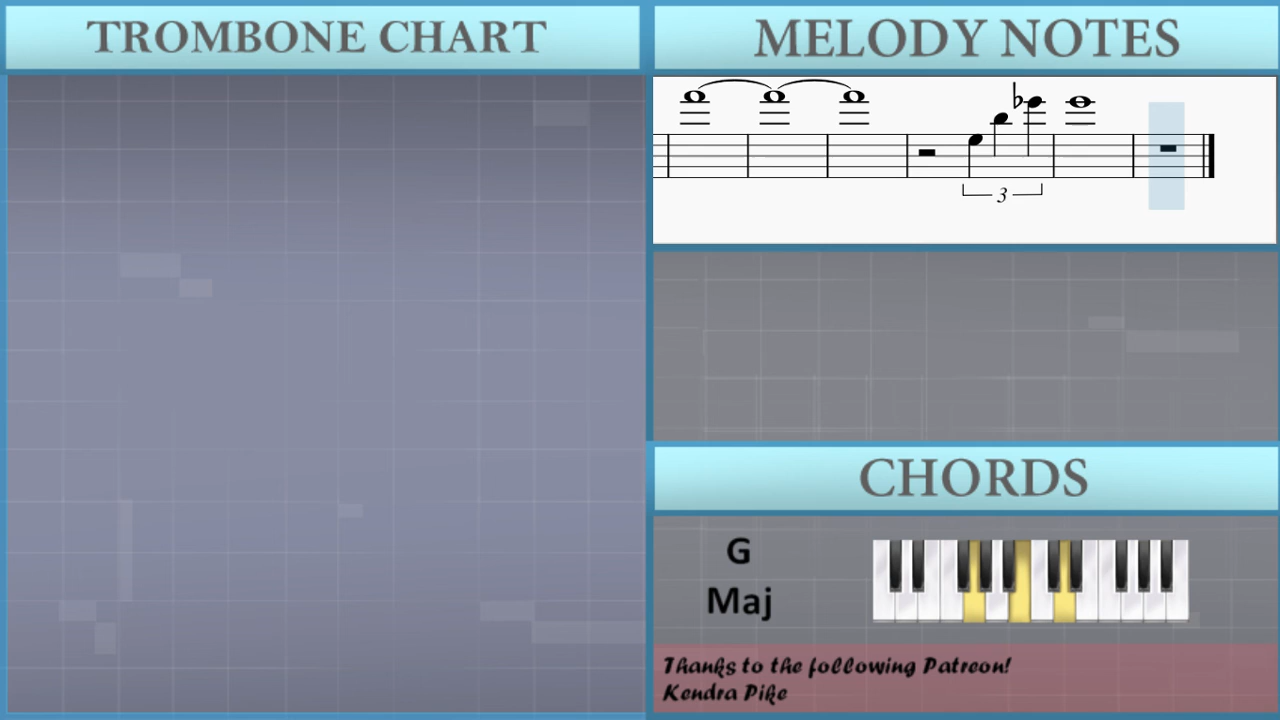 TROMBONE CHART
MELODY NOTES
3
CHORDS
G
Maj
Thanks to the following Patreon!
Kendra Pike